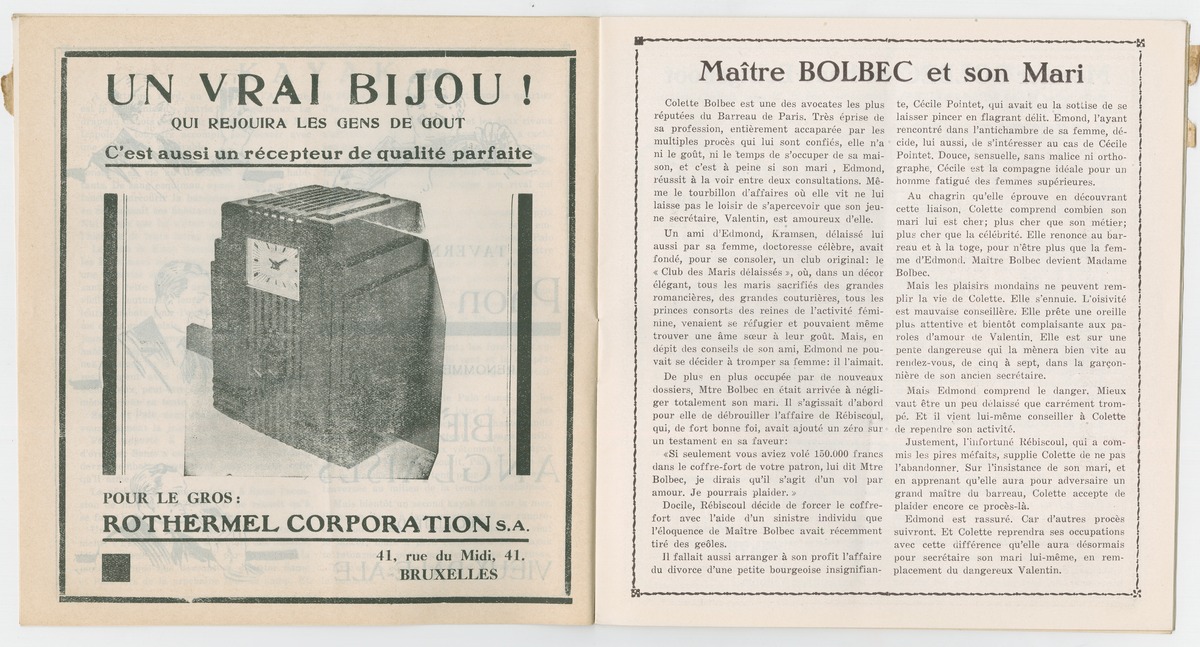 UN VRAI BIJOU !
QUI REJOUIRA LES GENS DE GOUT
C'est aussi un récepteur de qualité parfaite
POUR LE GROS :
ROTHERMEL CORPORATION S.A.
41, rue du Midi, 41.
BRUXELLES
Maître BOLBEC et son Mari
Colette Bolbec est une des avocates les plus
réputées du Barreau de Paris. Très éprise de
sa profession, entièrement accaparée par les
multiples procès qui lui sont confiés, elle n'a
ni le goût, ni le temps de s'occuper de sa mai-
son, et c'est à peine si son mari , Edmond,
réussit à la voir entre deux consultations. Mê-
me le tourbillon d'affaires où elle vit ne lui
laisse pas le loisir de s'apercevoir que son jeu-
ne secrétaire, Valentin, est amoureux d'elle.
Un ami d'Edmond, Kramsen, délaissé lui
aussi par sa femme, doctoresse célèbre, avait
fondé, pour se consoler, un club original: le
« Club des Maris délaissés », où, dans un décor
élégant, tous les maris sacrifiés des grandes
romancières, des grandes couturières, tous les
princes consorts des reines de l'activité fémi-
nine, venaient se réfugier et pouvaient même
trouver une âme sœur à leur goût. Mais, en
dépit des conseils de son ami, Edmond ne pou-
vait se décider à tromper sa femme: il l'aimait.
De plus en plus occupée par de nouveaux
dossiers, Mtre Bolbec en était arrivée à négli-
ger totalement son mari. Il s'agissait d'abord
pour elle de débrouiller l'affaire de Rébiscoul,
qui, de fort bonne foi, avait ajouté un zéro sur
un testament en sa faveur:
«Si seulement vous aviez volé 150.000 francs
dans le coffre-fort de votre patron, lui dit Mtre
Bolbec, je dirais qu'il s'agit d'un vol par
amour. Je pourrais plaider. »
Docile, Rébiscoul décide de forcer le coffre-
fort avec l'aide d'un sinistre individu que
l'éloquence de Maître Bolbec avait récemment
tiré des geôles.
Il fallait aussi arranger à son profit l'affaire
du divorce d'une petite bourgeoise insignifian-
te, Cécile Pointet, qui avait eu la sottise de se
laisser pincer en flagrant délit. Emond, l'ayant
rencontré dans l'antichambre de sa femme, dé-
cide, lui aussi, de s'intéresser au cas de Cécile
Pointet. Douce, sensuelle, sans malice ni ortho-
graphe, Cécile est la compagne idéale pour un
homme fatigué des femmes supérieures.
Au chagrin qu'elle éprouve en découvrant
cette liaison, Colette comprend combien son
mari lui est cher; plus cher que son métier;
plus cher que la célébrité. Elle renonce au bar-
reau et à la toge, pour n'être plus que la fem-
me d'Edmond. Maître Bolbec devient Madame
Bolbec.
Mais les plaisirs mondains ne peuvent rem-
plir la vie de Colette. Elle s'ennuie. L'oisivité
est mauvaise conseillère. Elle prête une oreille
plus attentive et bientôt complaisante aux pa-
roles d'amour de Valentin. Elle est sur une
pente dangereuse qui la mènera bien vite au
rendez-vous, de cinq à sept, dans la garçon-
nière de son ancien secrétaire.
Mais Edmond comprend le danger. Mieux
vaut être un peu délaissé que carrément trom-
pé. Et il vient lui-même conseiller à Colette
de reprendre son activité.
Justement, l'infortuné Rébiscoul, qui a com-
mis les pires méfaits, supplie Colette de ne pas
l'abandonner. Sur l'insistance de son mari, et
en apprenant qu'elle aura pour adversaire un
grand maître du barreau, Colette accepte de
plaider encore ce procès-là.
Edmond est rassuré. Car d'autres procès
suivront. Et Colette reprendra ses occupations
avec cette différence qu'elle aura désormais
pour secrétaire son mari lui-même, en rem-
placement du dangereux Valentin.